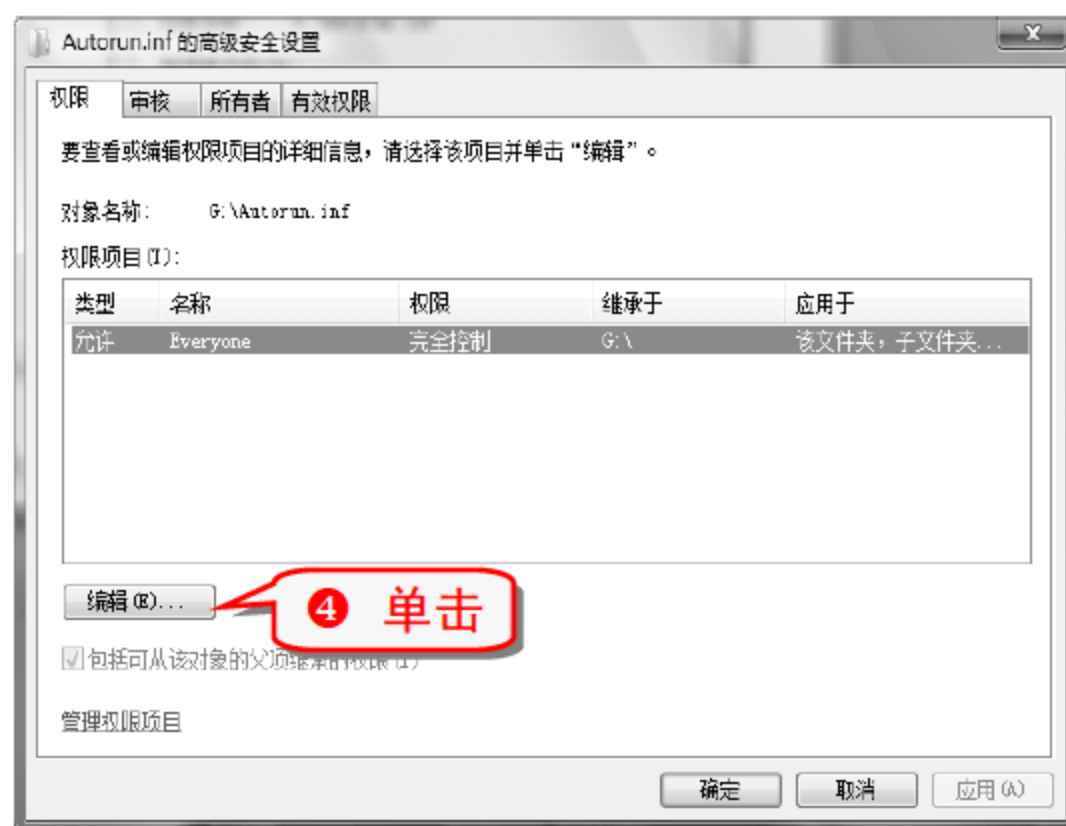 Autorun.inf 的高级安全设置
权限 审核 所有者 有效权限
要查看或编辑权限项目的详细信息，请选择该项目并单击“编辑”。
对象名称: G:\Autorun.inf
权限项目(T):
类型 名称 权限 继承于 应用于
允许 Everyone 完全控制 G:\ 该文件夹，子文件夹...
编辑(E)...
❹ 单击
包括可从该对象的父项继承的权限(I)
管理权限项目
确定 取消 应用(A)